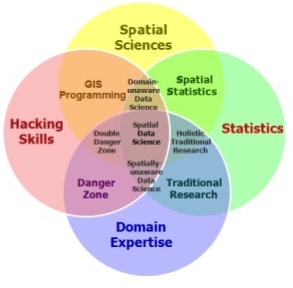 Spatial
Sciences
GIS
Programming
Domain-
unaware
Data
Science
Spatial
Statistics
Hacking
Skills
Double
Danger
Zone
Spatial
Data
Science
Holistic
Traditional
Research
Statistics
Danger
Zone
Spatially-
unaware
Data
Science
Traditional
Research
Domain
Expertise